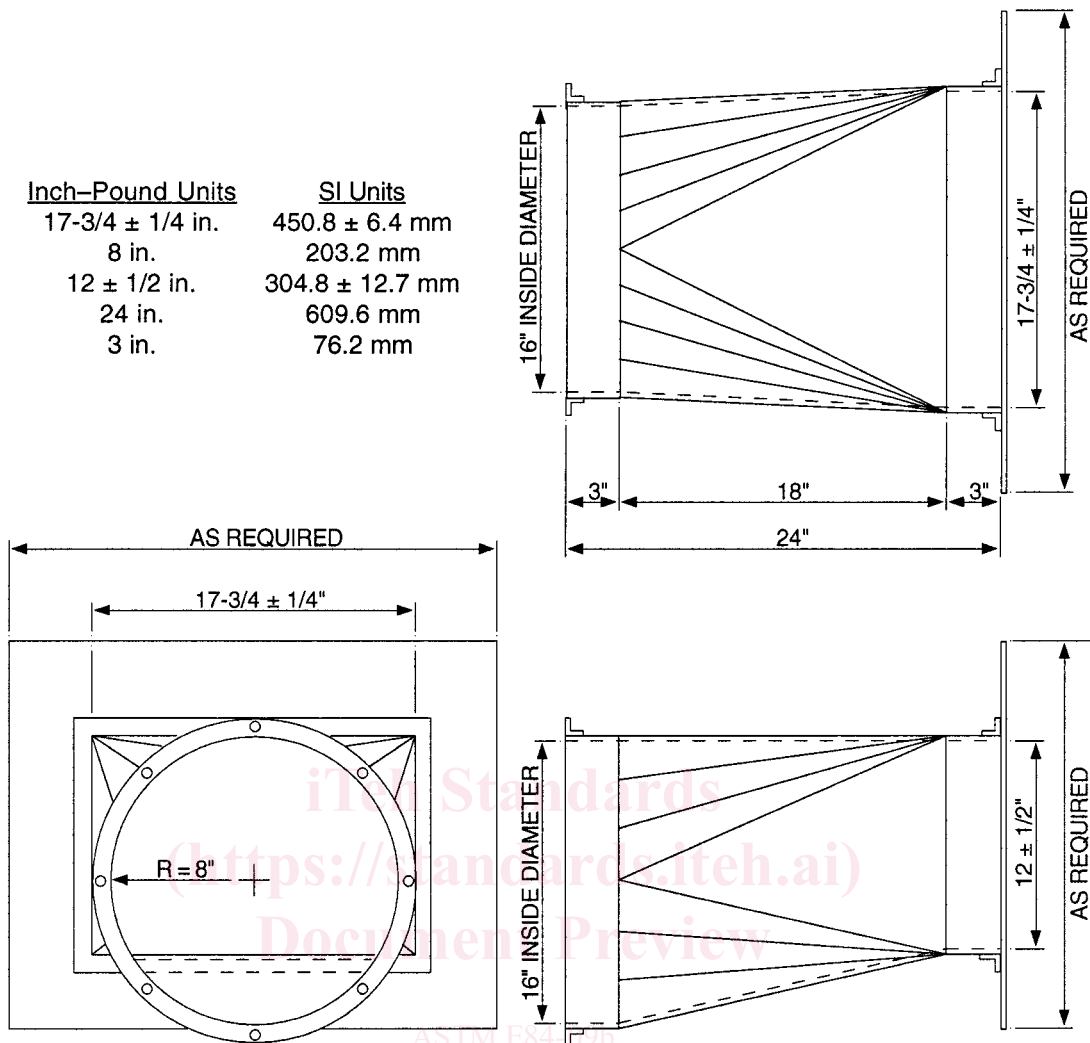 Inch–Pound Units SI Units
17-3/4 ± 1/4 in. 450.8 ± 6.4 mm
8 in. 203.2 mm
12 ± 1/2 in. 304.8 ± 12.7 mm
24 in. 609.6 mm
3 in. 76.2 mm
16" INSIDE DIAMETER
17-3/4 ± 1/4"
AS REQUIRED
3" 18" 3"
24"
AS REQUIRED
17-3/4 ± 1/4"
R = 8"
16" INSIDE DIAMETER
12 ± 1/2"
AS REQUIRED
iTeh Standards
(https://standards.iteh.ai)
Document Preview
ASTM E84-09b